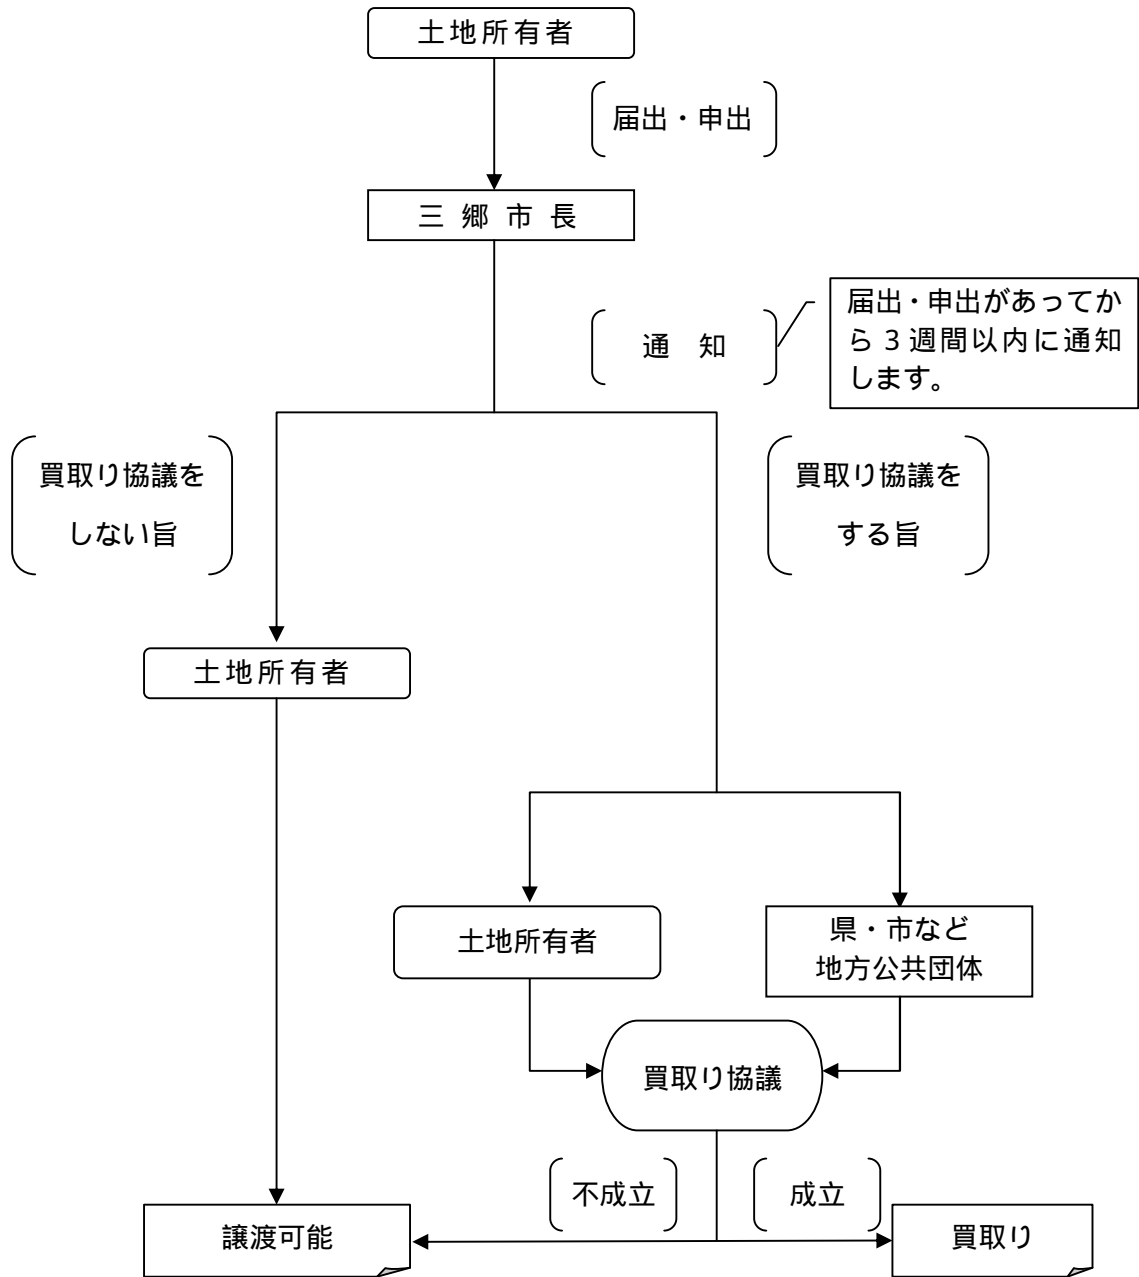 土地所有者
届出・申出
三郷市長
通　知
届出・申出があってか
ら３週間以内に通知
します。
買取り協議を
しない旨
買取り協議を
する旨
土地所有者
土地所有者
県・市など
地方公共団体
買取り協議
不成立
成立
譲渡可能
買取り